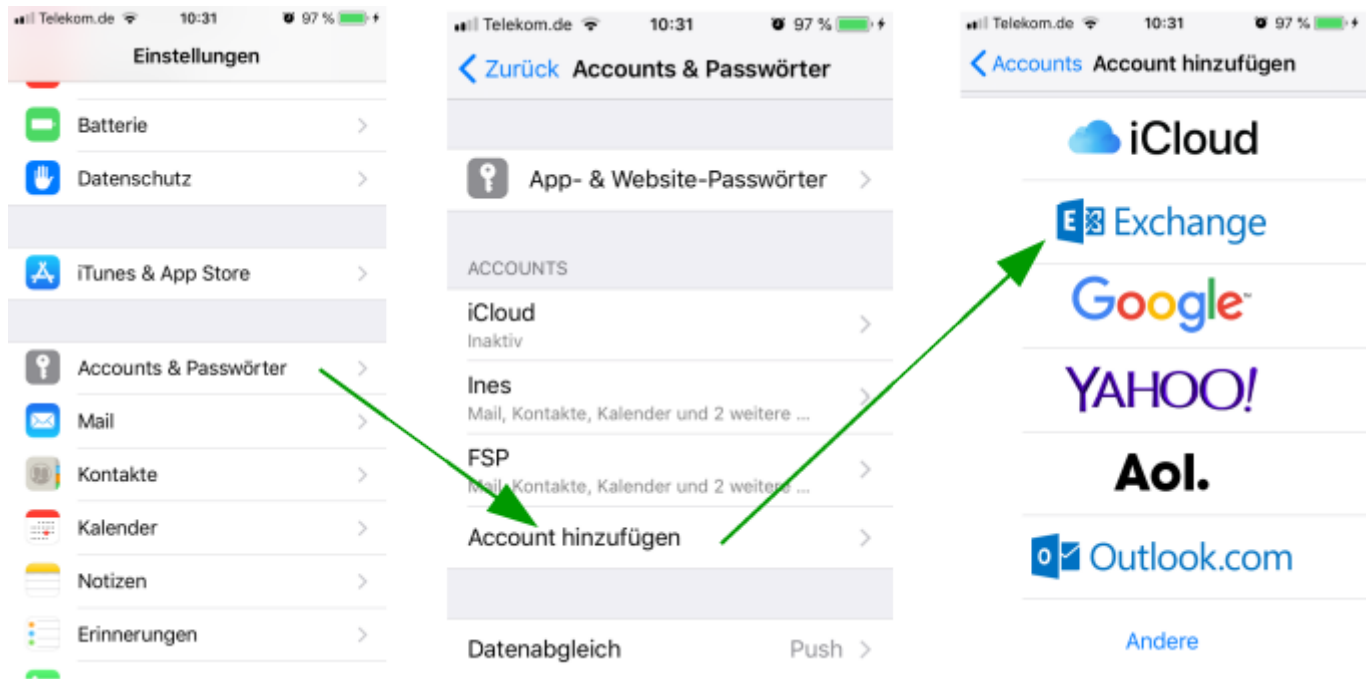 Telekom.de 10:31 97 %
Einstellungen
Batterie
Datenschutz
iTunes & App Store
Accounts & Passwörter
Mail
Kontakte
Kalender
Notizen
Erinnerungen
Telekom.de 10:31 97 %
Zurück Accounts & Passwörter
App- & Website-Passwörter
ACCOUNTS
iCloud
Inaktiv
Ines
Mail, Kontakte, Kalender und 2 weitere ...
FSP
Mail, Kontakte, Kalender und 2 weitere ...
Account hinzufügen
Datenabgleich Push
Telekom.de 10:31 97 %
Accounts Account hinzufügen
iCloud
E Exchange
Google™
YAHOO!
Aol.
o Outlook.com
Andere